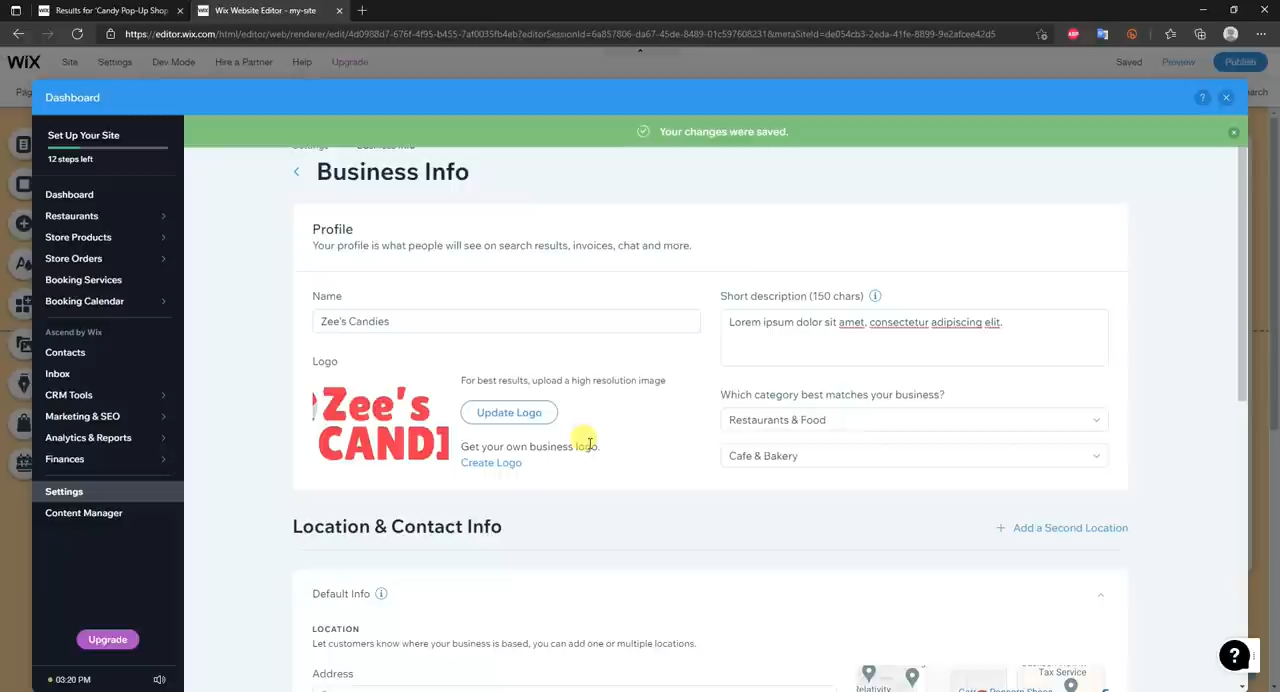 Results for 'Candy Pop-Up Shop
Wix Website Editor - my-site
https://editor.wix.com/html/editor/web/renderer/edit/4d0988d7-676f-4f95-b455-7af0035fb4eb?editorSessionId=6a857806-da67-45de-8489-01c597608231&metaSiteId=de054cb3-2eda-41fe-8899-9e2afcee42d5
WiX
Site
Settings
Dev Mode
Hire a Partner
Help
Upgrade
Saved
Preview
Publish
Dashboard
?
Set Up Your Site
12 steps left
Dashboard
Restaurants
Store Products
Store Orders
Booking Services
Booking Calendar
Ascend by Wix
Contacts
Inbox
CRM Tools
Marketing & SEO
Analytics & Reports
Finances
Settings
Content Manager
Upgrade
03:20 PM
Your changes were saved.
Business Info
Profile
Your profile is what people will see on search results, invoices, chat and more.
Name
Zee's Candies
Logo
Zee's
CAND
For best results, upload a high resolution image
Update Logo
Get your own business logo.
Create Logo
Short description (150 chars)
Lorem ipsum dolor sit amet, consectetur adipiscing elit.
Which category best matches your business?
Restaurants & Food
Cafe & Bakery
Location & Contact Info
+ Add a Second Location
Default Info
LOCATION
Let customers know where your business is based, you can add one or multiple locations.
Address
Tax Service
Relativity
?